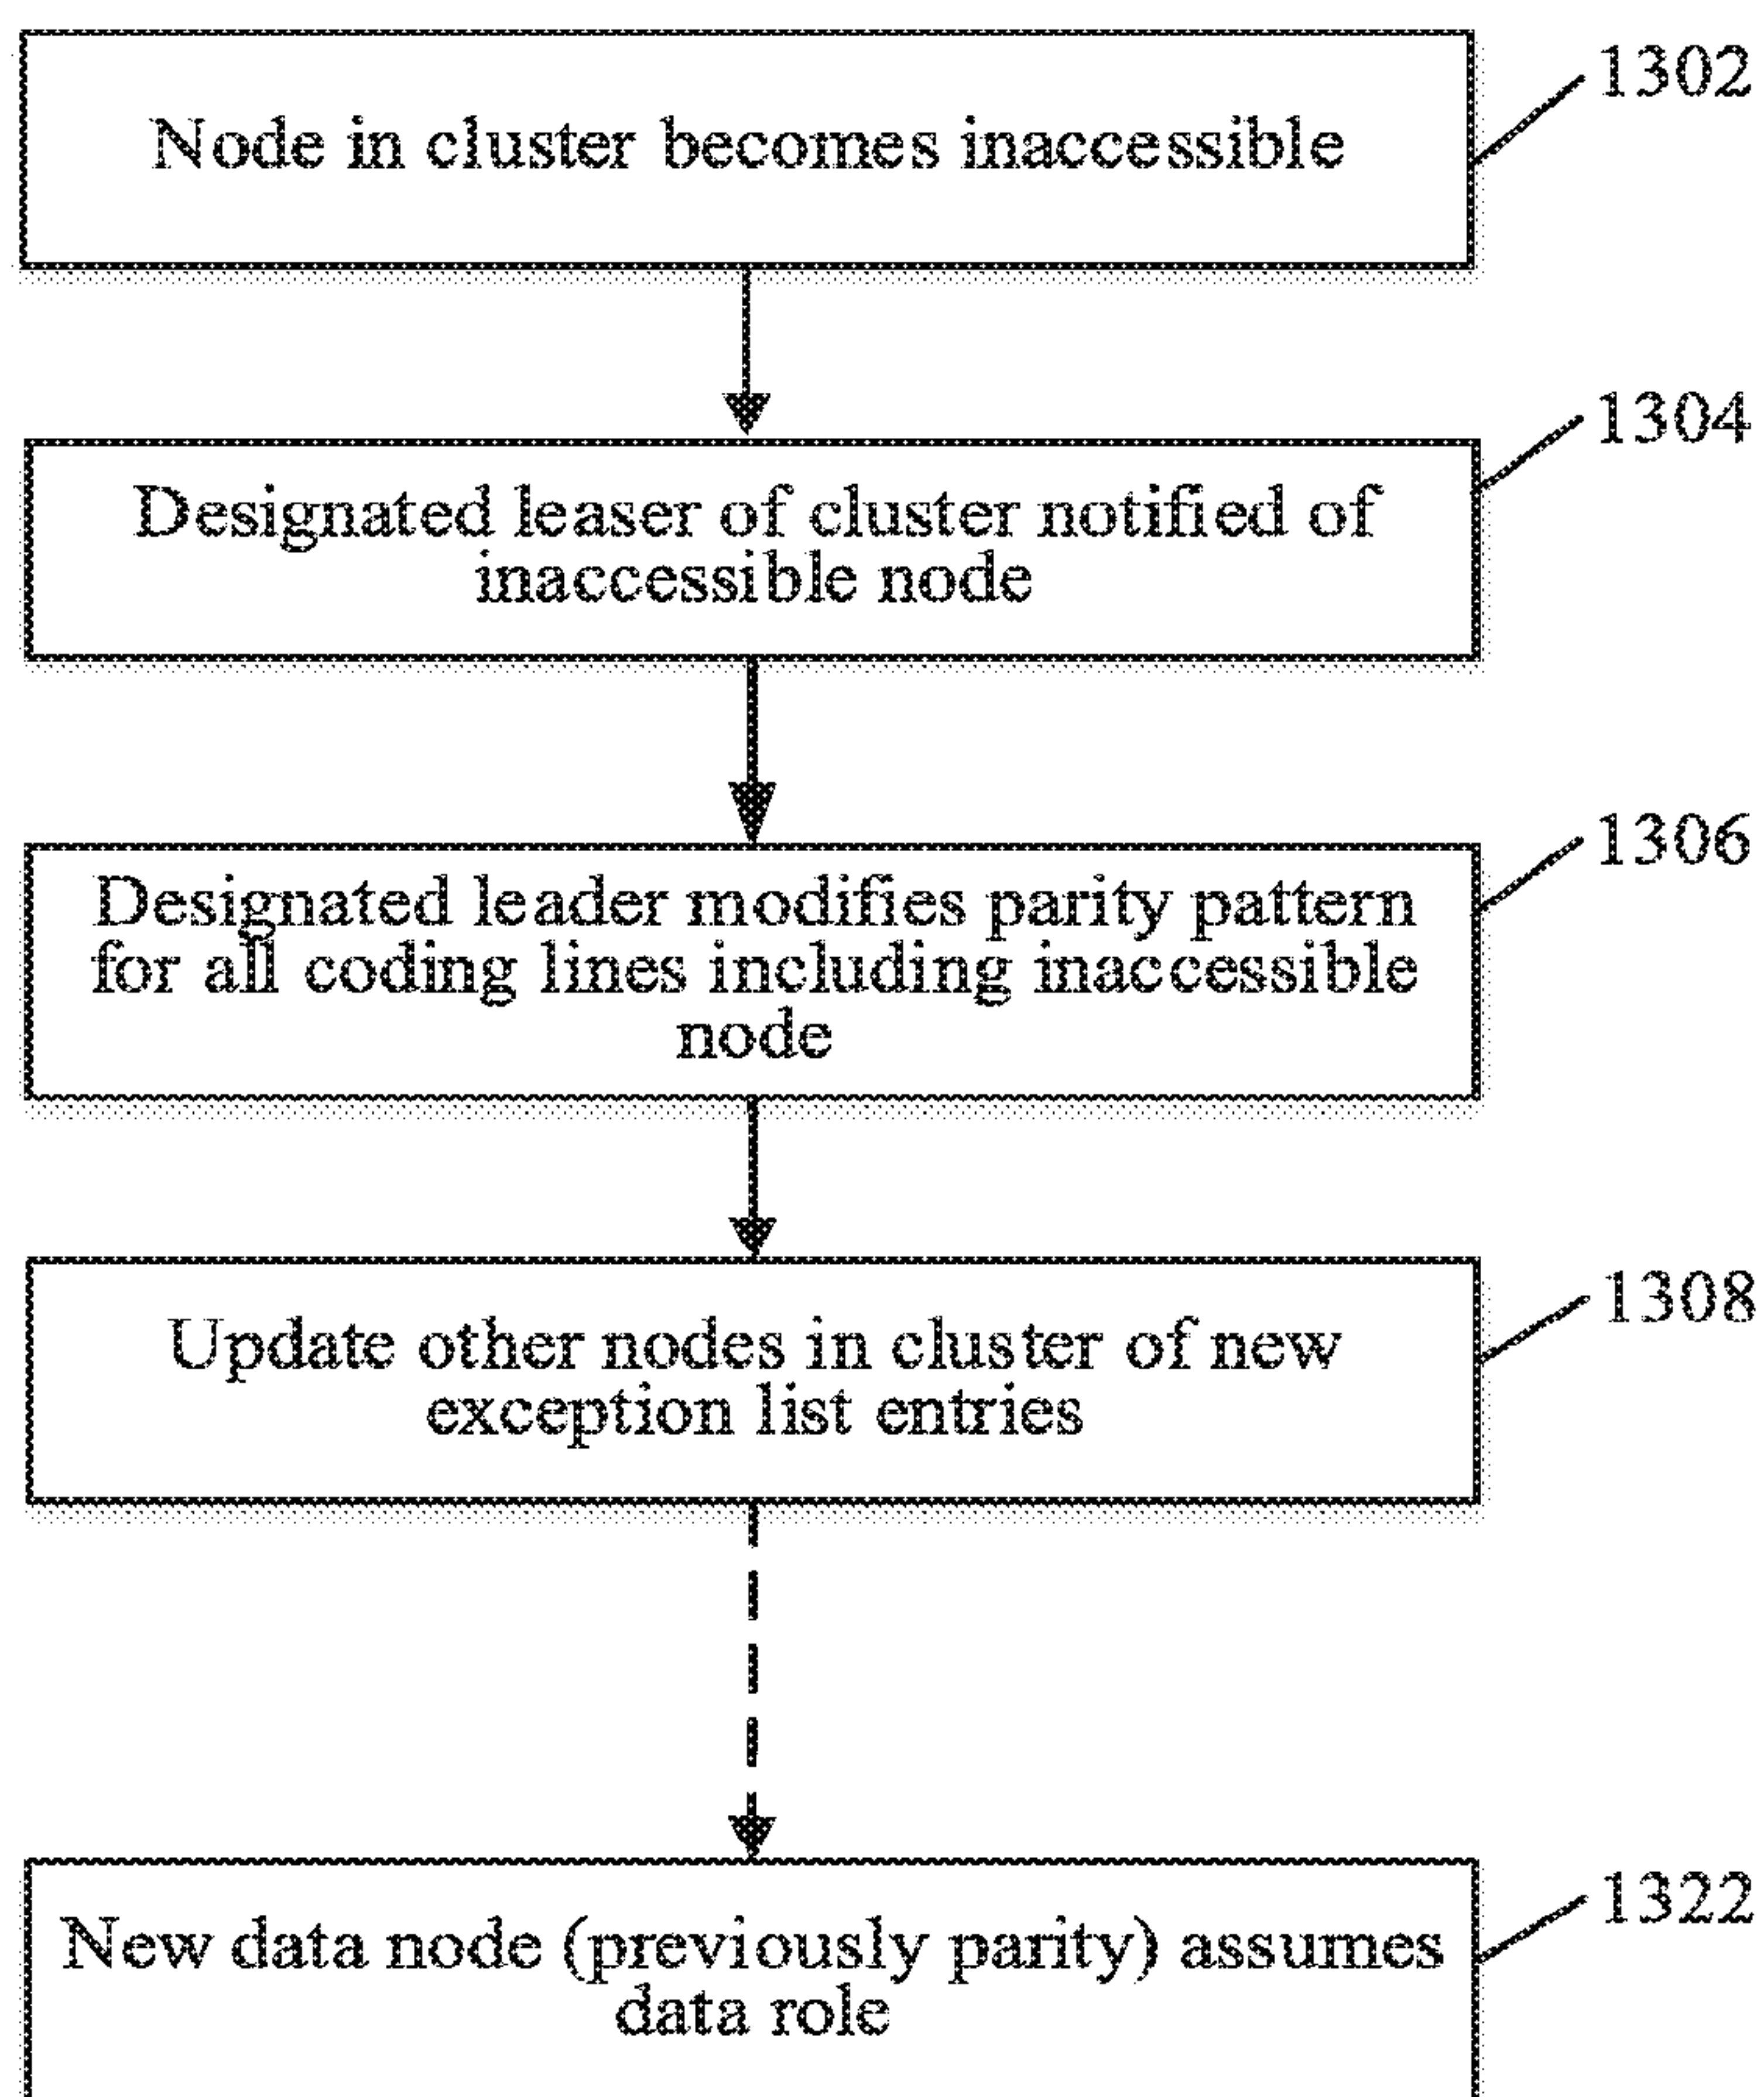 1302
Node in cluster becomes inaccessible
1304
Designated leaser of cluster notified of
inaccessible node
1306
Designated leader modifies parity pattern
for all coding lines including inaccessible
node
1308
Update other nodes in cluster of new
exception list entries
1322
New data node (previously parity) assumes
data role